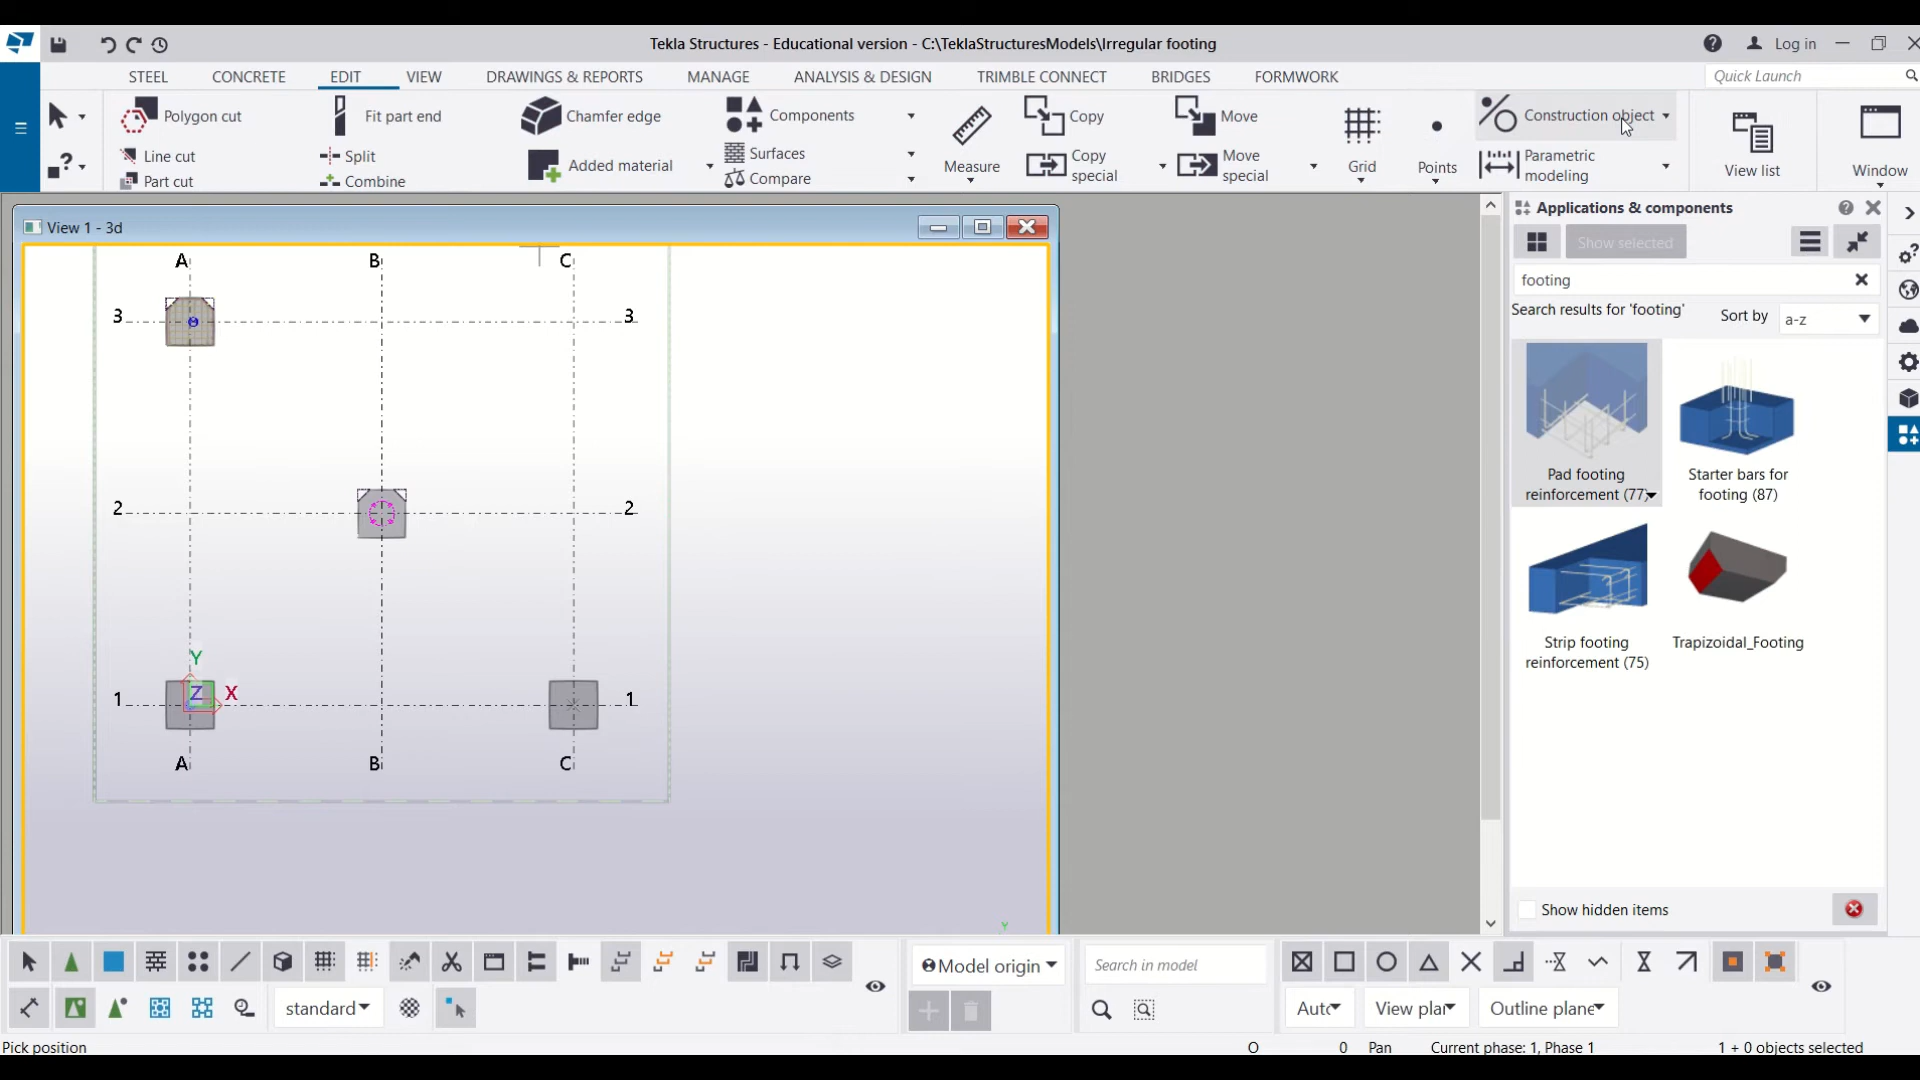 Tekla Structures - Educational version - C:\TeklaStructuresModels\Irregular footing
Log in
STEEL CONCRETE EDIT VIEW DRAWINGS & REPORTS MANAGE ANALYSIS & DESIGN TRIMBLE CONNECT BRIDGES FORMWORK
Quick Launch
Polygon cut
Line cut
Part cut
Fit part end
Split
Combine
Chamfer edge
Added material
Components
Surfaces
Compare
Measure
Copy
Copy
special
Move
Move
special
Grid
Points
Construction object
Parametric
modeling
View list
Window
View 1 - 3d
A B C
3 3
2 2
Y
Z X
1 1
A B C
Y
Applications & components
Show selected
footing
Search results for 'footing'
Sort by
a-z
Pad footing
reinforcement (77)
Starter bars for
footing (87)
Strip footing
reinforcement (75)
Trapizoidal_Footing
Show hidden items
Model origin
Search in model
standard
Auto
View plar
Outline plane
Pick position
O 0 Pan Current phase: 1, Phase 1 1 + 0 objects selected